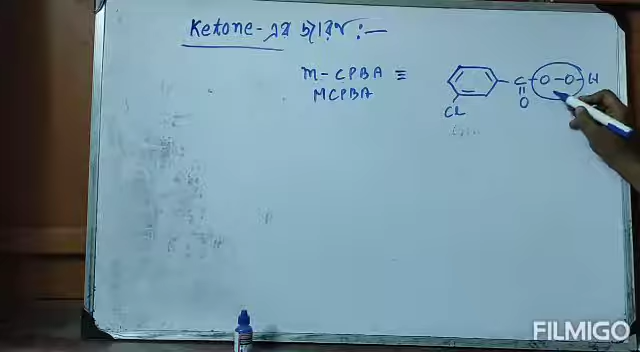 Ketone-এর জারণ :—
m-CPBA ≡
MCPBA
C-O-O-H
O
Cl
FILMIGO